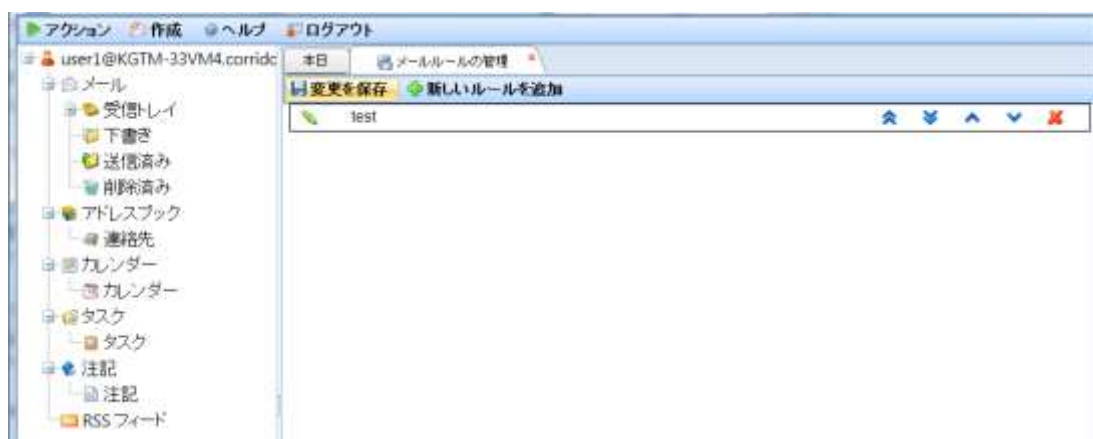 アクション 作成 ヘルプ ログアウト
user1@KGTM-33VM4.corridc
本日 メールルールの管理
変更を保存 新しいルールを追加
test
メール
受信トレイ
下書き
送信済み
削除済み
アドレスブック
連絡先
カレンダー
カレンダー
タスク
タスク
注記
注記
RSS フィード